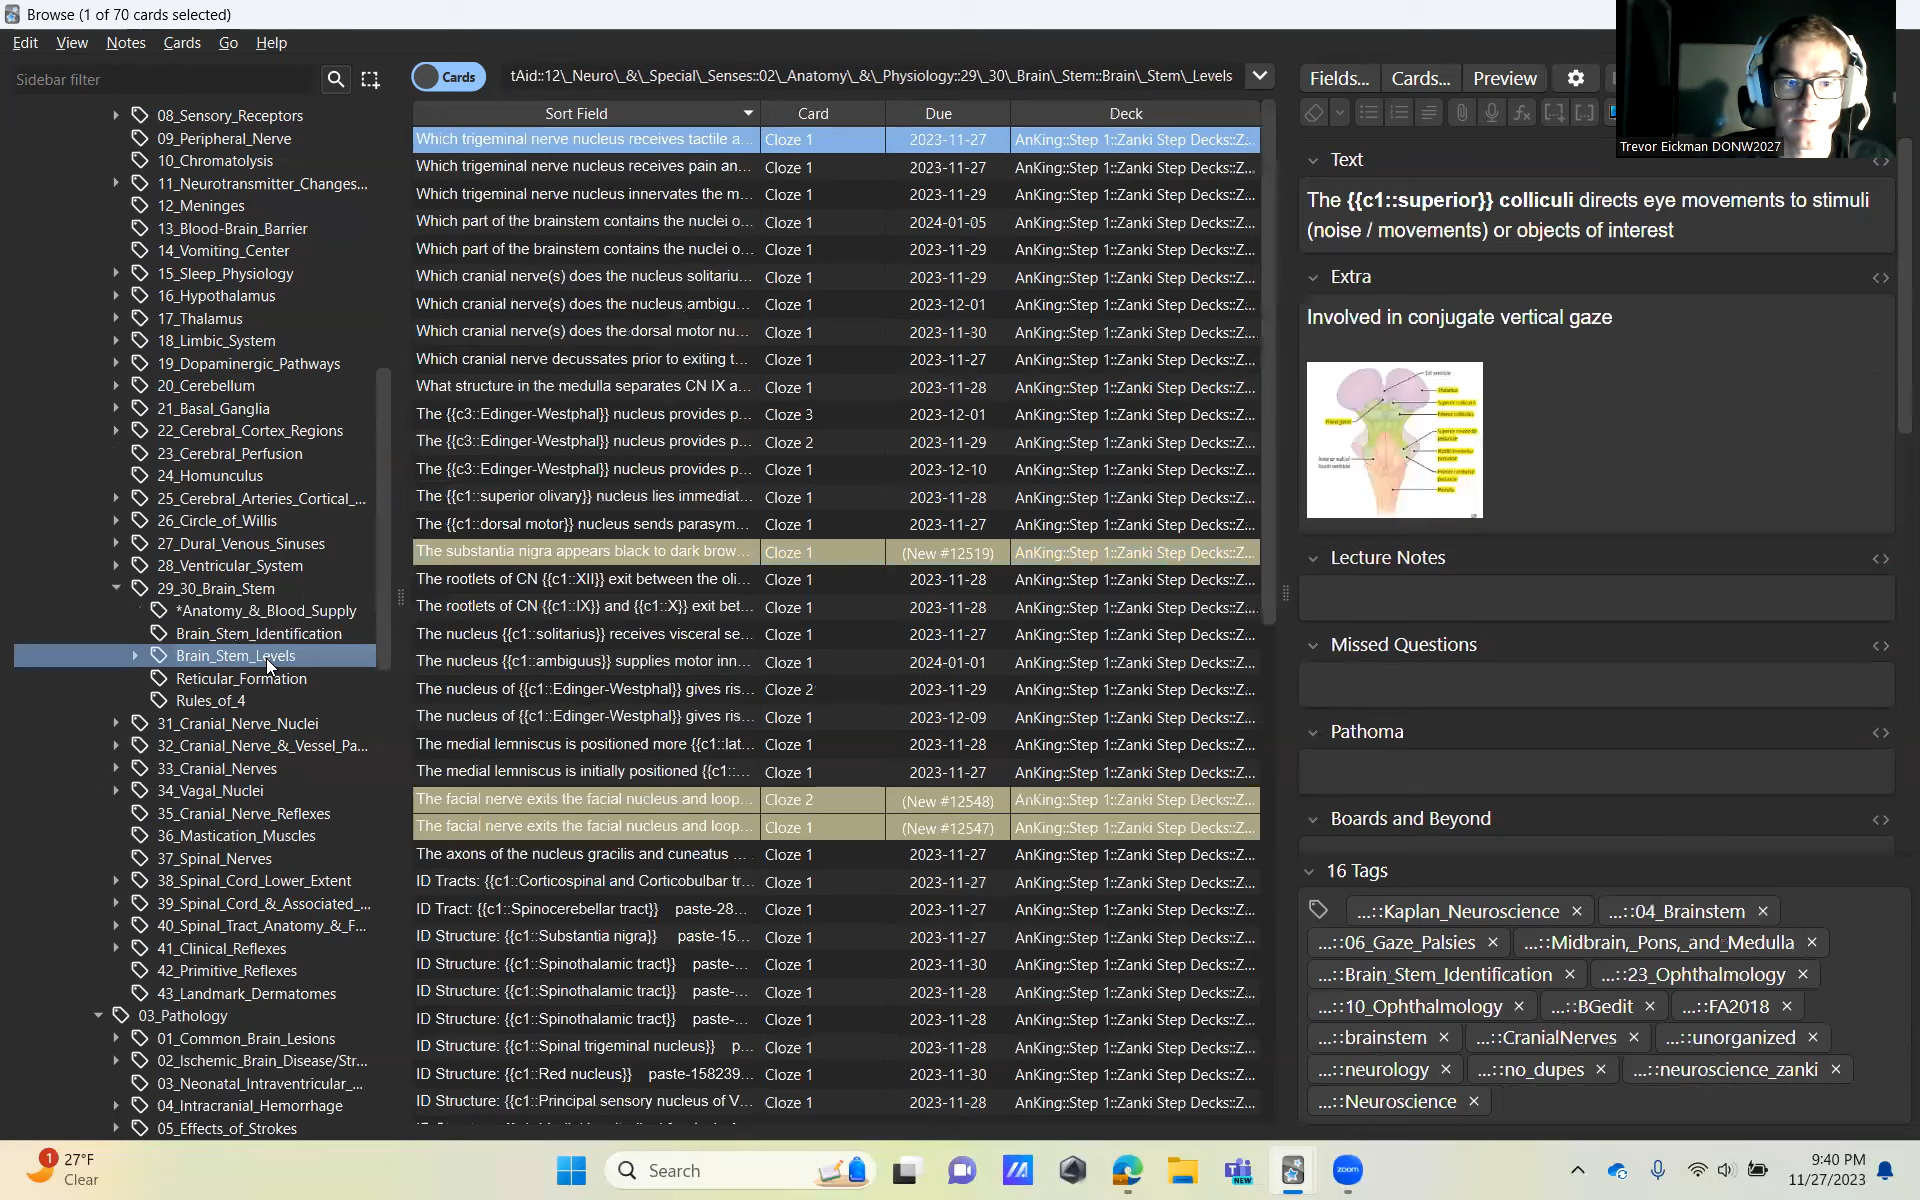 Browse (1 of 70 cards selected)
Edit View Notes Cards Go Help
Sidebar filter
08_Sensory_Receptors
09_Peripheral_Nerve
10_Chromatolysis
11_Neurotransmitter_Changes...
12_Meninges
13_Blood-Brain_Barrier
14_Vomiting_Center
15_Sleep_Physiology
16_Hypothalamus
17_Thalamus
18_Limbic_System
19_Dopaminergic_Pathways
20_Cerebellum
21_Basal_Ganglia
22_Cerebral_Cortex_Regions
23_Cerebral_Perfusion
24_Homunculus
25_Cerebral_Arteries_Cortical_...
26_Circle_of_Willis
27_Dural_Venous_Sinuses
28_Ventricular_System
29_30_Brain_Stem
*Anatomy_&_Blood_Supply
Brain_Stem_Identification
Brain_Stem_Levels
Reticular_Formation
Rules_of_4
31_Cranial_Nerve_Nuclei
32_Cranial_Nerve_&_Vessel_Pa...
33_Cranial_Nerves
34_Vagal_Nuclei
35_Cranial_Nerve_Reflexes
36_Mastication_Muscles
37_Spinal_Nerves
38_Spinal_Cord_Lower_Extent
39_Spinal_Cord_&_Associated_...
40_Spinal_Tract_Anatomy_&_F...
41_Clinical_Reflexes
42_Primitive_Reflexes
43_Landmark_Dermatomes
03_Pathology
01_Common_Brain_Lesions
02_Ischemic_Brain_Disease/Str...
03_Neonatal_Intraventricular_...
04_Intracranial_Hemorrhage
05_Effects_of_Strokes
Cards
tAid::12\_Neuro\_&\_Special\_Senses::02\_Anatomy\_&\_Physiology::29\_30\_Brain\_Stem::Brain\_Stem\_Levels
Sort Field Card Due Deck
Which trigeminal nerve nucleus receives tactile a... Cloze 1 2023-11-27 AnKing::Step 1::Zanki Step Decks::Z...
Which trigeminal nerve nucleus receives pain an... Cloze 1 2023-11-27 AnKing::Step 1::Zanki Step Decks::Z...
Which trigeminal nerve nucleus innervates the m... Cloze 1 2023-11-29 AnKing::Step 1::Zanki Step Decks::Z...
Which part of the brainstem contains the nuclei o... Cloze 1 2024-01-05 AnKing::Step 1::Zanki Step Decks::Z...
Which part of the brainstem contains the nuclei o... Cloze 1 2023-11-29 AnKing::Step 1::Zanki Step Decks::Z...
Which cranial nerve(s) does the nucleus solitariu... Cloze 1 2023-11-29 AnKing::Step 1::Zanki Step Decks::Z...
Which cranial nerve(s) does the nucleus ambigu... Cloze 1 2023-12-01 AnKing::Step 1::Zanki Step Decks::Z...
Which cranial nerve(s) does the dorsal motor nu... Cloze 1 2023-11-30 AnKing::Step 1::Zanki Step Decks::Z...
Which cranial nerve decussates prior to exiting t... Cloze 1 2023-11-27 AnKing::Step 1::Zanki Step Decks::Z...
What structure in the medulla separates CN IX a... Cloze 1 2023-11-28 AnKing::Step 1::Zanki Step Decks::Z...
The {{c3::Edinger-Westphal}} nucleus provides p... Cloze 3 2023-12-01 AnKing::Step 1::Zanki Step Decks::Z...
The {{c3::Edinger-Westphal}} nucleus provides p... Cloze 2 2023-11-29 AnKing::Step 1::Zanki Step Decks::Z...
The {{c3::Edinger-Westphal}} nucleus provides p... Cloze 1 2023-12-10 AnKing::Step 1::Zanki Step Decks::Z...
The {{c1::superior olivary}} nucleus lies immediat... Cloze 1 2023-11-28 AnKing::Step 1::Zanki Step Decks::Z...
The {{c1::dorsal motor}} nucleus sends parasym... Cloze 1 2023-11-27 AnKing::Step 1::Zanki Step Decks::Z...
The substantia nigra appears black to dark brow... Cloze 1 (New #12519) AnKing::Step 1::Zanki Step Decks::Z...
The rootlets of CN {{c1::XII}} exit between the oli... Cloze 1 2023-11-28 AnKing::Step 1::Zanki Step Decks::Z...
The rootlets of CN {{c1::IX}} and {{c1::X}} exit bet... Cloze 1 2023-11-28 AnKing::Step 1::Zanki Step Decks::Z...
The nucleus {{c1::solitarius}} receives visceral se... Cloze 1 2023-11-27 AnKing::Step 1::Zanki Step Decks::Z...
The nucleus {{c1::ambiguus}} supplies motor inn... Cloze 1 2024-01-01 AnKing::Step 1::Zanki Step Decks::Z...
The nucleus of {{c1::Edinger-Westphal}} gives ris... Cloze 2 2023-11-29 AnKing::Step 1::Zanki Step Decks::Z...
The nucleus of {{c1::Edinger-Westphal}} gives ris... Cloze 1 2023-12-09 AnKing::Step 1::Zanki Step Decks::Z...
The medial lemniscus is positioned more {{c1::lat... Cloze 1 2023-11-28 AnKing::Step 1::Zanki Step Decks::Z...
The medial lemniscus is initially positioned {{c1::... Cloze 1 2023-11-27 AnKing::Step 1::Zanki Step Decks::Z...
The facial nerve exits the facial nucleus and loop... Cloze 2 (New #12548) AnKing::Step 1::Zanki Step Decks::Z...
The facial nerve exits the facial nucleus and loop... Cloze 1 (New #12547) AnKing::Step 1::Zanki Step Decks::Z...
The axons of the nucleus gracilis and cuneatus ... Cloze 1 2023-11-27 AnKing::Step 1::Zanki Step Decks::Z...
ID Tracts: {{c1::Corticospinal and Corticobulbar tr... Cloze 1 2023-11-27 AnKing::Step 1::Zanki Step Decks::Z...
ID Tract: {{c1::Spinocerebellar tract}} paste-28... Cloze 1 2023-11-27 AnKing::Step 1::Zanki Step Decks::Z...
ID Structure: {{c1::Substantia nigra}} paste-15... Cloze 1 2023-11-27 AnKing::Step 1::Zanki Step Decks::Z...
ID Structure: {{c1::Spinothalamic tract}} paste-... Cloze 1 2023-11-30 AnKing::Step 1::Zanki Step Decks::Z...
ID Structure: {{c1::Spinothalamic tract}} paste-... Cloze 1 2023-11-28 AnKing::Step 1::Zanki Step Decks::Z...
ID Structure: {{c1::Spinothalamic tract}} paste-... Cloze 1 2023-11-28 AnKing::Step 1::Zanki Step Decks::Z...
ID Structure: {{c1::Spinal trigeminal nucleus}} p... Cloze 1 2023-11-28 AnKing::Step 1::Zanki Step Decks::Z...
ID Structure: {{c1::Red nucleus}} paste-158239... Cloze 1 2023-11-30 AnKing::Step 1::Zanki Step Decks::Z...
ID Structure: {{c1::Principal sensory nucleus of V... Cloze 1 2023-11-28 AnKing::Step 1::Zanki Step Decks::Z...
Fields... Cards... Preview
Trevor Eickman DONW2027
Text
The {{c1::superior}} colliculi directs eye movements to stimuli
(noise / movements) or objects of interest
Extra
Involved in conjugate vertical gaze
Lecture Notes
Missed Questions
Pathoma
Boards and Beyond
16 Tags
...::Kaplan_Neuroscience × ...::04_Brainstem ×
...::06_Gaze_Palsies × ...::Midbrain,_Pons,_and_Medulla ×
...::Brain_Stem_Identification × ...::23_Ophthalmology ×
...::10_Ophthalmology × ...::BGedit × ...::FA2018 ×
...::brainstem × ...::CranialNerves × ...::unorganized ×
...::neurology × ...::no_dupes × ...::neuroscience_zanki ×
...::Neuroscience ×
1
27°F
Clear
Search
NEW
zoom
9:40 PM
11/27/2023